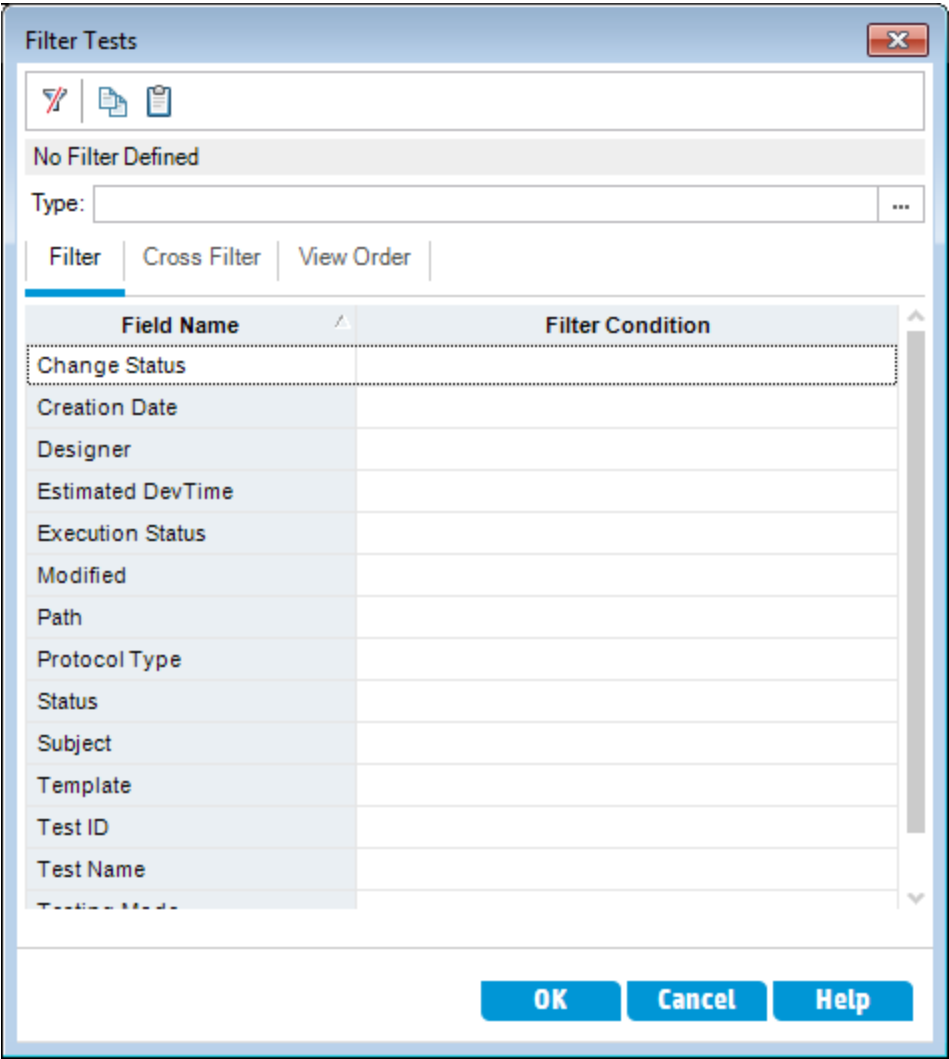 Filter Tests
No Filter Defined
Type:
...
Filter Cross Filter View Order
Field Name Filter Condition
Change Status
Creation Date
Designer
Estimated DevTime
Execution Status
Modified
Path
Protocol Type
Status
Subject
Template
Test ID
Test Name
Testing Mode
OK Cancel Help